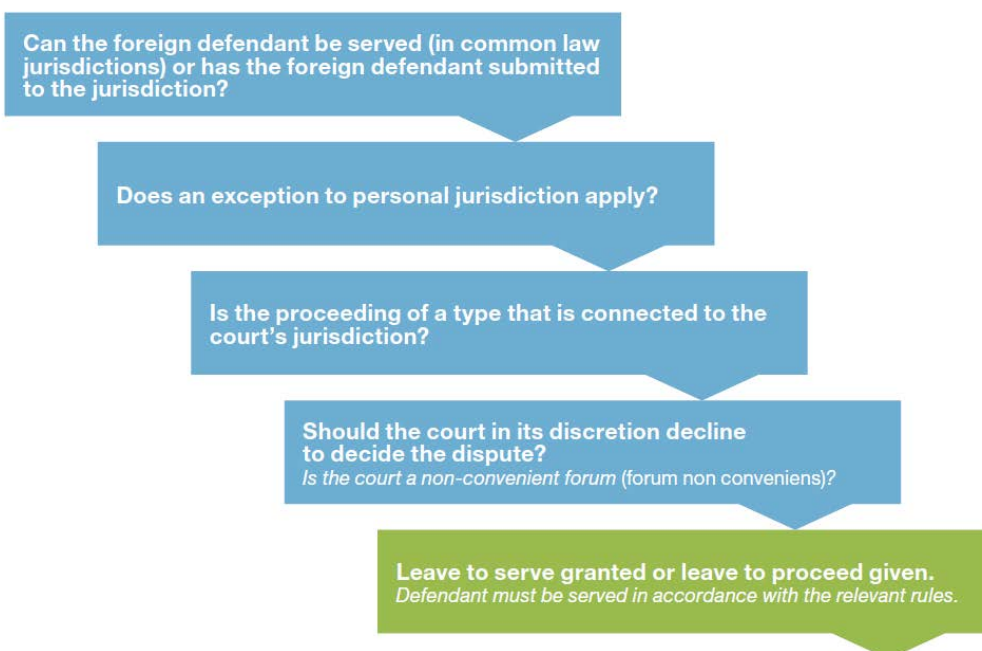 Can the foreign defendant be served (in common law
jurisdictions) or has the foreign defendant submitted
to the jurisdiction?
Does an exception to personal jurisdiction apply?
Is the proceeding of a type that is connected to the
court’s jurisdiction?
Should the court in its discretion decline
to decide the dispute?
Is the court a non-convenient forum (forum non conveniens)?
Leave to serve granted or leave to proceed given.
Defendant must be served in accordance with the relevant rules.